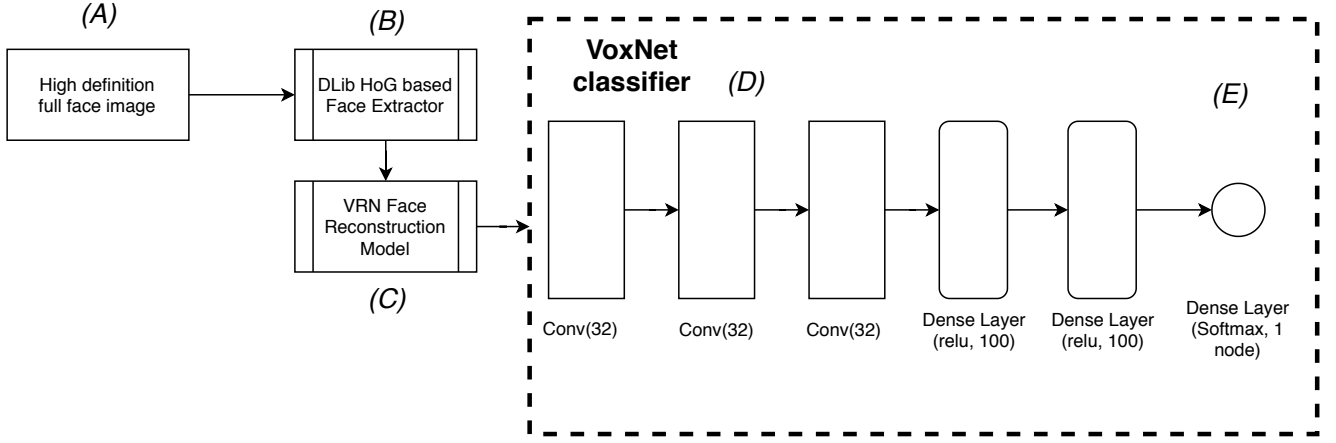 (A)
High definition
full face image
(B)
DLib HoG based
Face Extractor
VRN Face
Reconstruction
Model
(C)
VoxNet
classifier
(D)
(E)
Conv(32)
Conv(32)
Conv(32)
Dense Layer
(relu, 100)
Dense Layer
(relu, 100)
Dense Layer
(Softmax, 1
node)